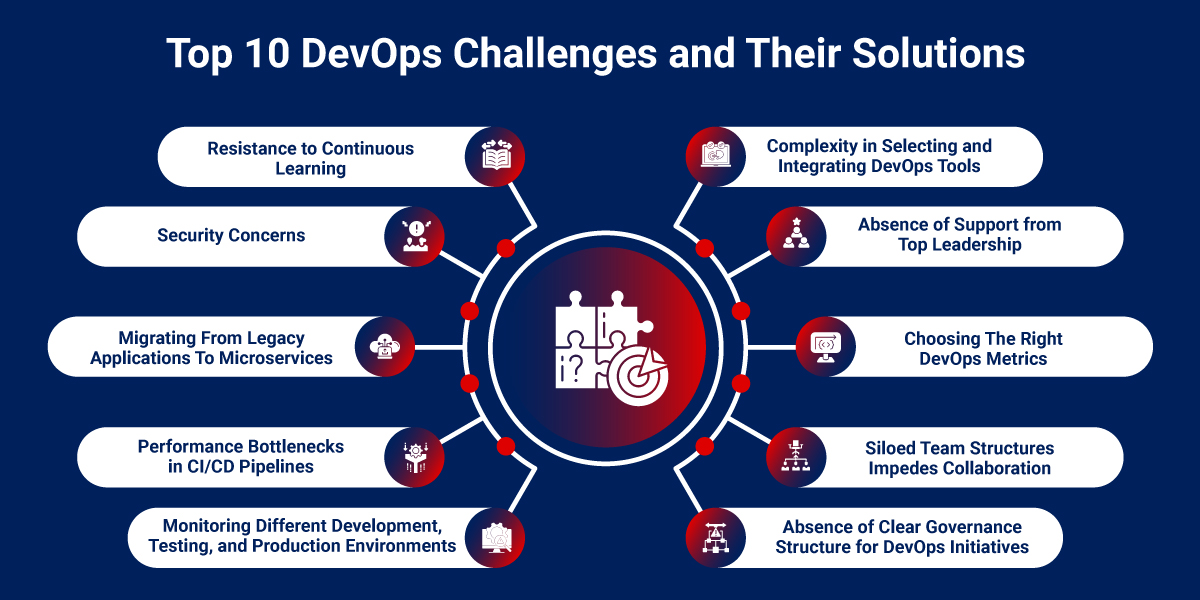 Top 10 DevOps Challenges and Their Solutions
Resistance to Continuous
Learning
Security Concerns
Migrating From Legacy
Applications To Microservices
Performance Bottlenecks
in CI/CD Pipelines
Monitoring Different Development,
Testing, and Production Environments
Complexity in Selecting and
Integrating DevOps Tools
Absence of Support from
Top Leadership
Choosing The Right
DevOps Metrics
Siloed Team Structures
Impedes Collaboration
Absence of Clear Governance
Structure for DevOps Initiatives